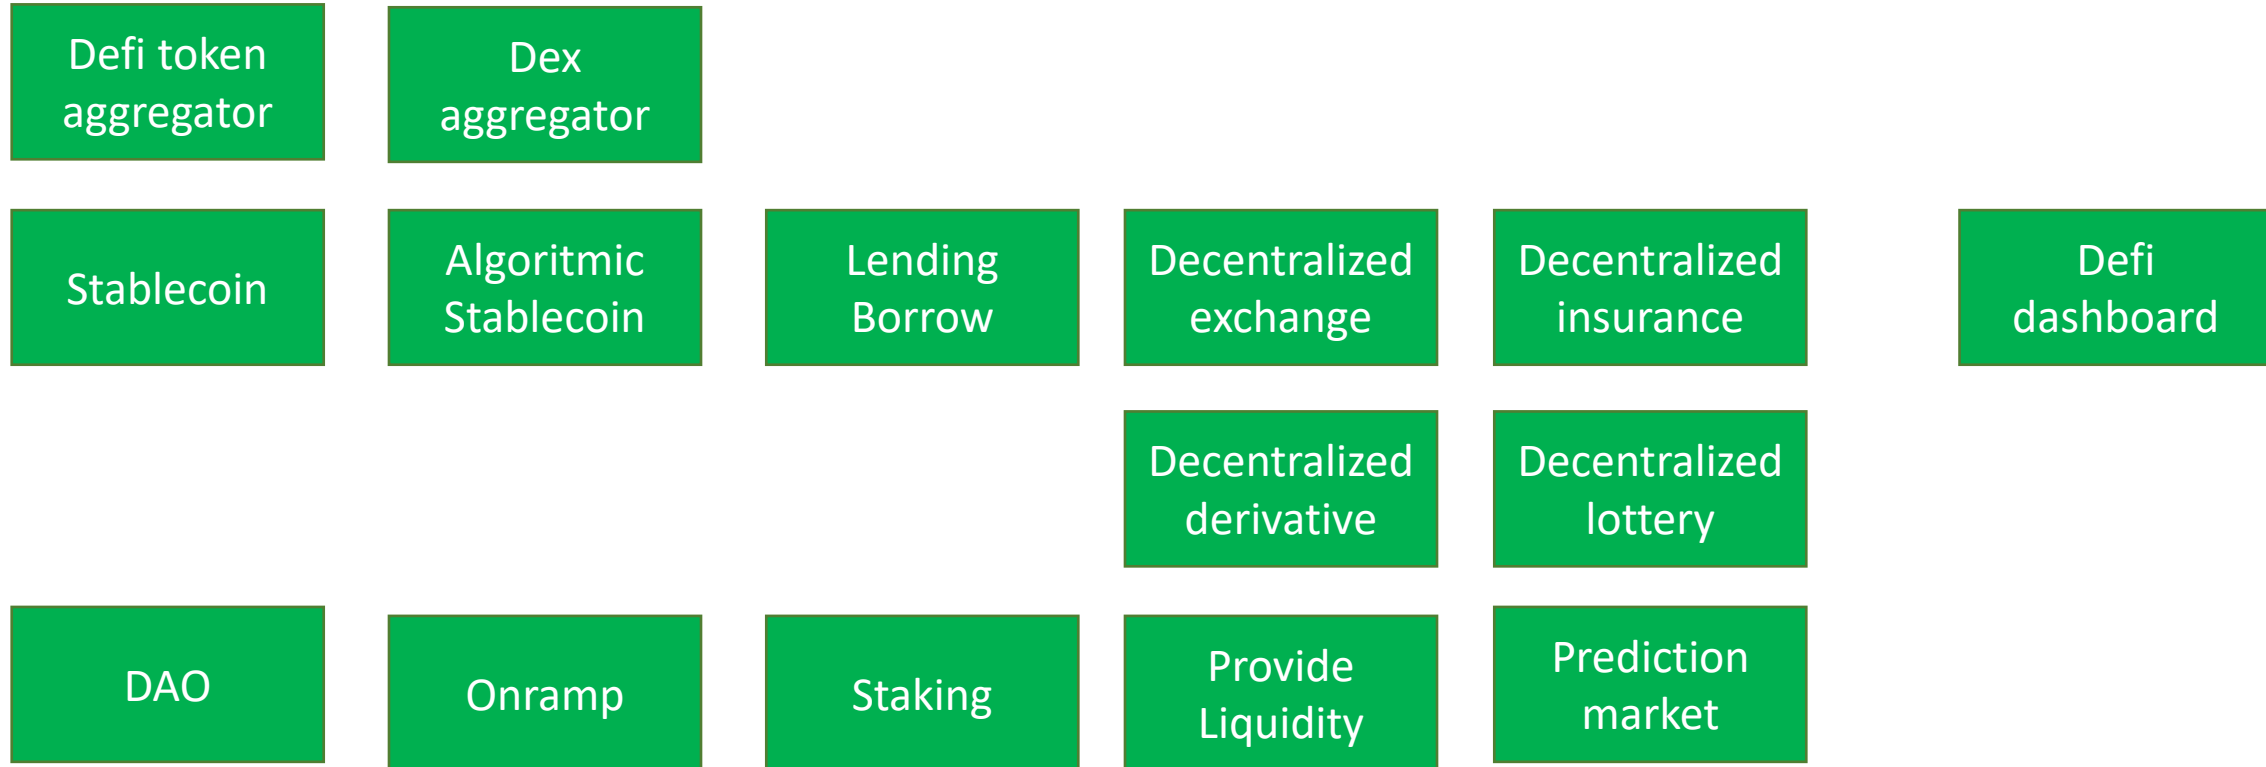 Defi token
aggregator
Dex
aggregator
Stablecoin
Algoritmic
Stablecoin
Lending
Borrow
Decentralized
exchange
Decentralized
insurance
Defi
dashboard
Decentralized
derivative
Decentralized
lottery
DAO
Onramp
Staking
Provide
Liquidity
Prediction
market